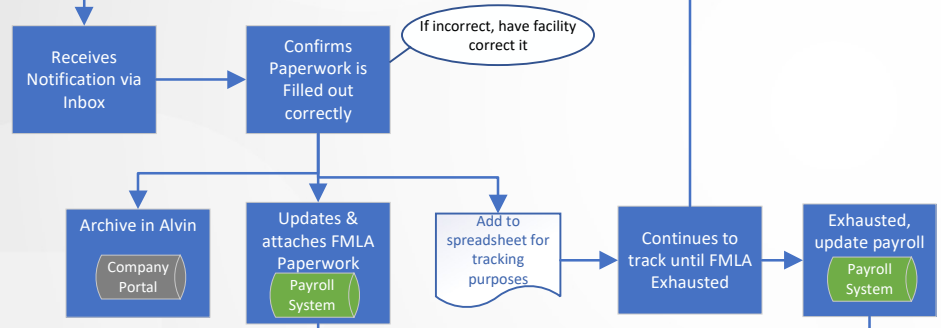 If incorrect, have facility
correct it
Receives
Notification via
Inbox
Confirms
Paperwork is
Filled out
correctly
Archive in Alvin
Company
Portal
Updates &
attaches FMLA
Paperwork
Payroll
System
Add to
spreadsheet for
tracking
purposes
Continues to
track until FMLA
Exhausted
Exhausted,
update payroll
Payroll
System